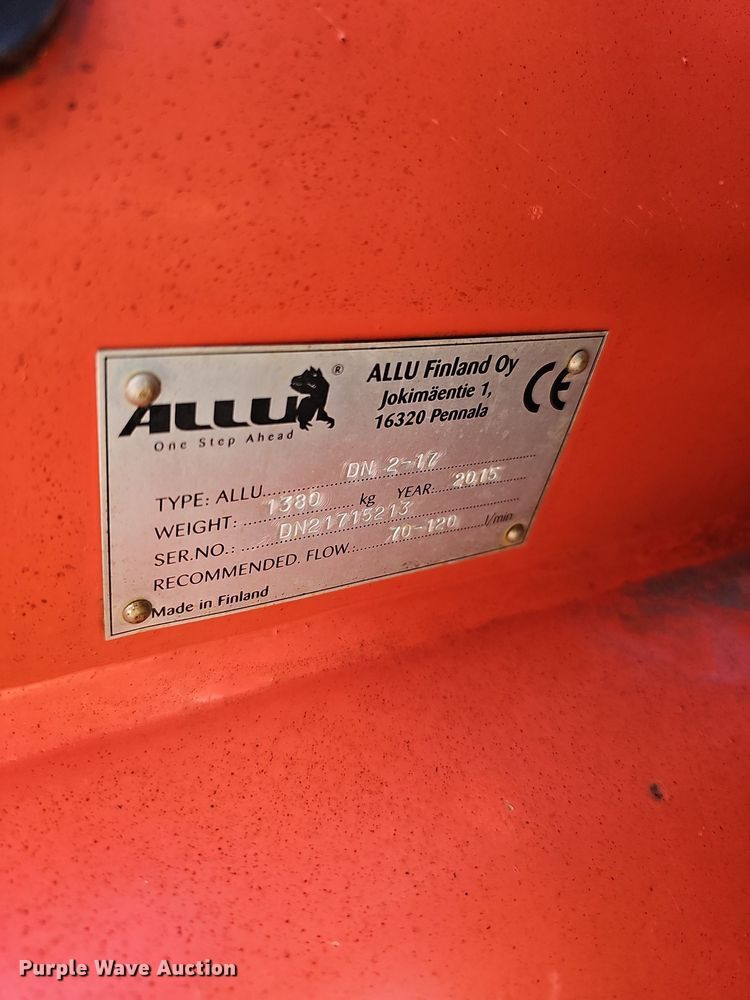 ALLU ®
One Step Ahead
ALLU Finland Oy
Jokimäentie 1,
16320 Pennala
CE
TYPE: ALLU DN 2-17
WEIGHT: 1380 kg YEAR: 2015
SER.NO.: DN21715213
RECOMMENDED. FLOW.: 70-120 l/min
Made in Finland
Purple Wave Auction